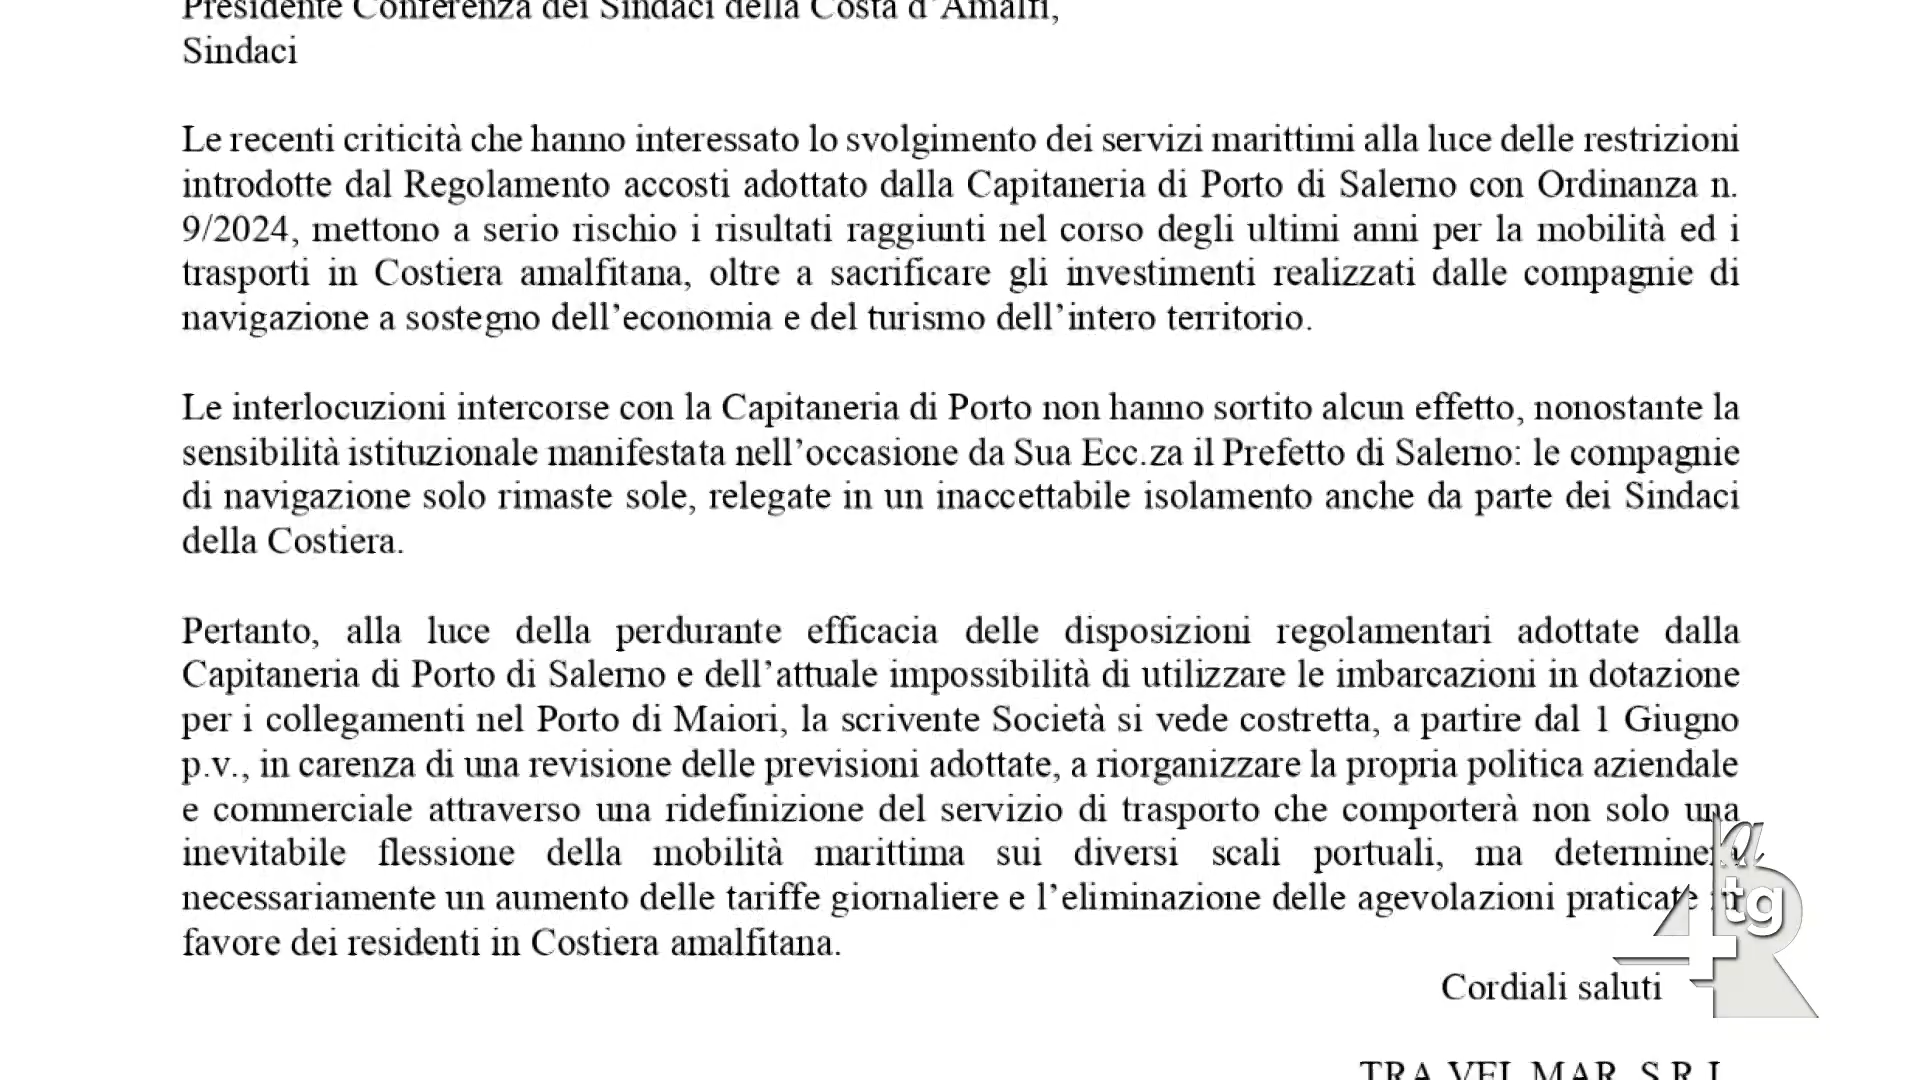 Presidente Conferenza dei Sindaci della Costa d'Amalfi,
Sindaci
Le recenti criticità che hanno interessato lo svolgimento dei servizi marittimi alla luce delle restrizioni
introdotte dal Regolamento accosti adottato dalla Capitaneria di Porto di Salerno con Ordinanza n.
9/2024, mettono a serio rischio i risultati raggiunti nel corso degli ultimi anni per la mobilità ed i
trasporti in Costiera amalfitana, oltre a sacrificare gli investimenti realizzati dalle compagnie di
navigazione a sostegno dell'economia e del turismo dell'intero territorio.
Le interlocuzioni intercorse con la Capitaneria di Porto non hanno sortito alcun effetto, nonostante la
sensibilità istituzionale manifestata nell'occasione da Sua Ecc.za il Prefetto di Salerno: le compagnie
di navigazione solo rimaste sole, relegate in un inaccettabile isolamento anche da parte dei Sindaci
della Costiera.
Pertanto, alla luce della perdurante efficacia delle disposizioni regolamentari adottate dalla
Capitaneria di Porto di Salerno e dell'attuale impossibilità di utilizzare le imbarcazioni in dotazione
per i collegamenti nel Porto di Maiori, la scrivente Società si vede costretta, a partire dal 1 Giugno
p.v., in carenza di una revisione delle previsioni adottate, a riorganizzare la propria politica aziendale
e commerciale attraverso una ridefinizione del servizio di trasporto che comporterà non solo una
inevitabile flessione della mobilità marittima sui diversi scali portuali, ma determinerà
necessariamente un aumento delle tariffe giornaliere e l'eliminazione delle agevolazioni praticate in
favore dei residenti in Costiera amalfitana.
Cordiali saluti
TRAVEL MAR S.R.L.
la
tg
4R